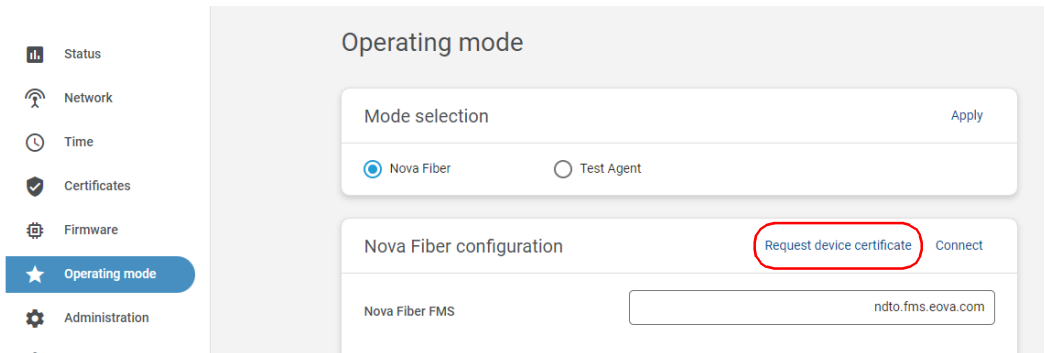 Status
Network
Time
Certificates
Firmware
Operating mode
Administration
Operating mode
Mode selection
Apply
Nova Fiber
Test Agent
Nova Fiber configuration
Request device certificate
Connect
Nova Fiber FMS
ndto.fms.eova.com